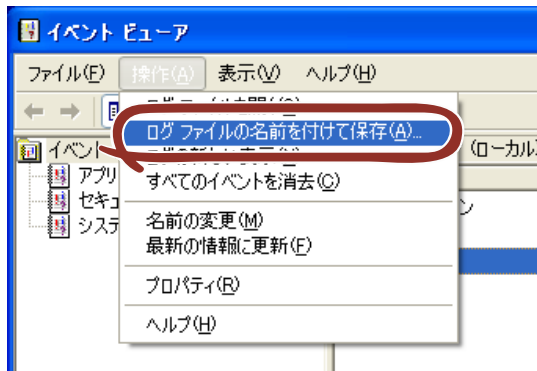 イベント ビューア
ファイル(F) 操作(A) 表示(V) ヘルプ(H)
ログ ファイルの名前を付けて保存(A)...
すべてのイベントを消去(C)
名前の変更(M)
最新の情報に更新(F)
プロパティ(R)
ヘルプ(H)
イベント
アプリ
セキュ
システ
(ローカル)
ン